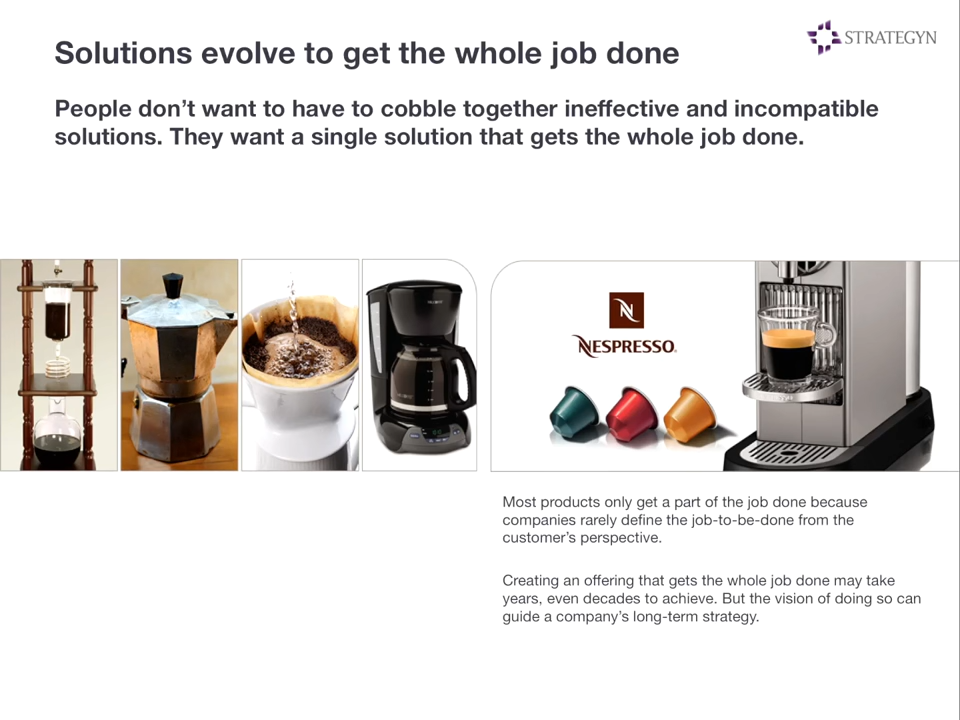 Solutions evolve to get the whole job done
STRATEGYN
People don’t want to have to cobble together ineffective and incompatible
solutions. They want a single solution that gets the whole job done.
N
NESPRESSO.
Most products only get a part of the job done because
companies rarely define the job-to-be-done from the
customer’s perspective.
Creating an offering that gets the whole job done may take
years, even decades to achieve. But the vision of doing so can
guide a company’s long-term strategy.